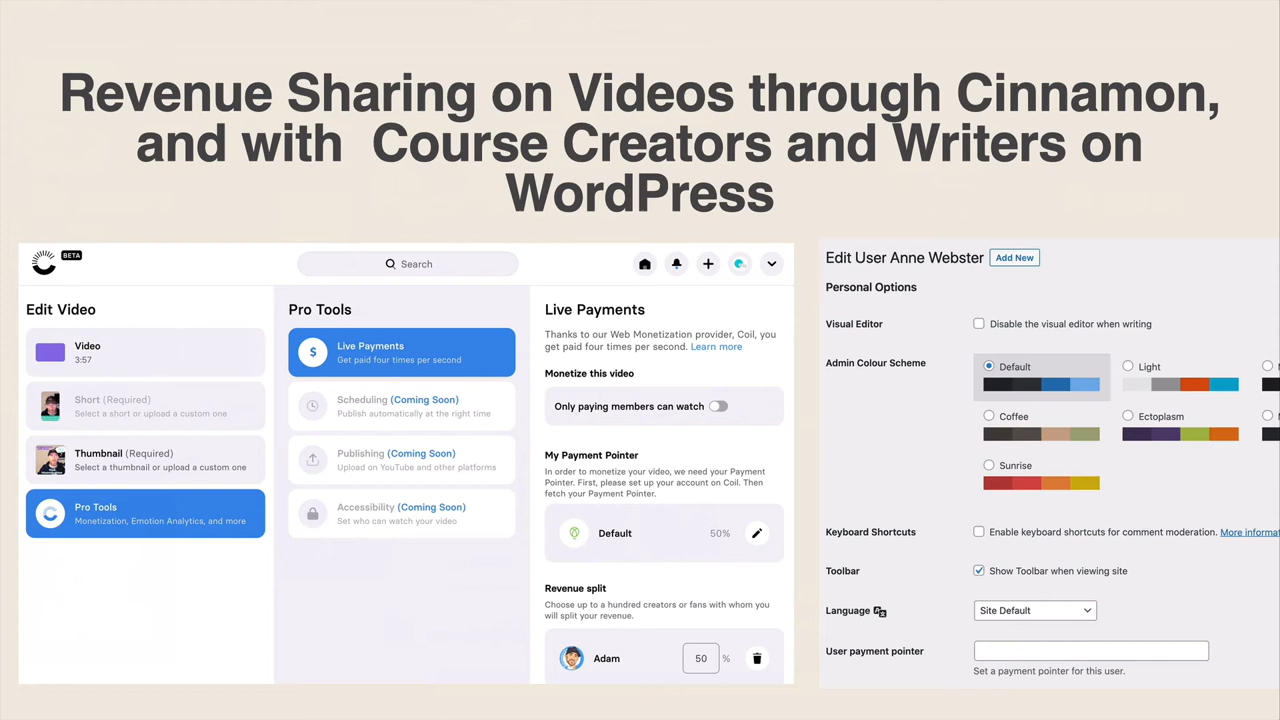 Revenue Sharing on Videos through Cinnamon,
and with  Course Creators and Writers on
WordPress
BETA
Search
Edit Video
Video
3:57
Short (Required)
Select a short or upload a custom one
Thumbnail (Required)
Select a thumbnail or upload a custom one
Pro Tools
Monetization, Emotion Analytics, and more
Pro Tools
$
Live Payments
Get paid four times per second
Scheduling (Coming Soon)
Publish automatically at the right time
Publishing (Coming Soon)
Upload on YouTube and other platforms
Accessibility (Coming Soon)
Set who can watch your video
Live Payments
Thanks to our Web Monetization provider, Coil, you
get paid four times per second. Learn more
Monetize this video
Only paying members can watch
My Payment Pointer
In order to monetize your video, we need your Payment
Pointer. First, please set up your account on Coil. Then
fetch your Payment Pointer.
Default 50%
Revenue split
Choose up to a hundred creators or fans with whom you
will split your revenue.
Adam 50 %
Edit User Anne Webster Add New
Personal Options
Visual Editor Disable the visual editor when writing
Admin Colour Scheme
Default Light
Coffee Ectoplasm
Sunrise
Keyboard Shortcuts Enable keyboard shortcuts for comment moderation. More
Toolbar Show Toolbar when viewing site
Language Site Default
User payment pointer
Set a payment pointer for this user.